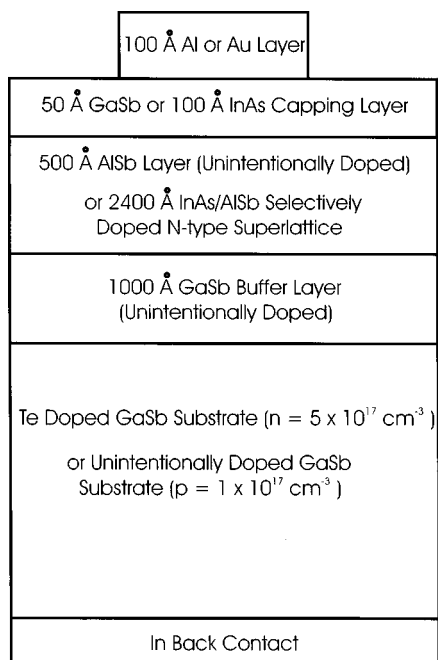 100 Å Al or Au Layer
50 Å GaSb or 100 Å InAs Capping Layer
500 Å AlSb Layer (Unintentionally Doped)
or 2400 Å InAs/AlSb Selectively
Doped N-type Superlattice
1000 Å GaSb Buffer Layer
(Unintentionally Doped)
Te Doped GaSb Substrate (n = 5 x 10¹⁷ cm⁻³ )
or Unintentionally Doped GaSb
Substrate (p = 1 x 10¹⁷ cm⁻³ )
In Back Contact